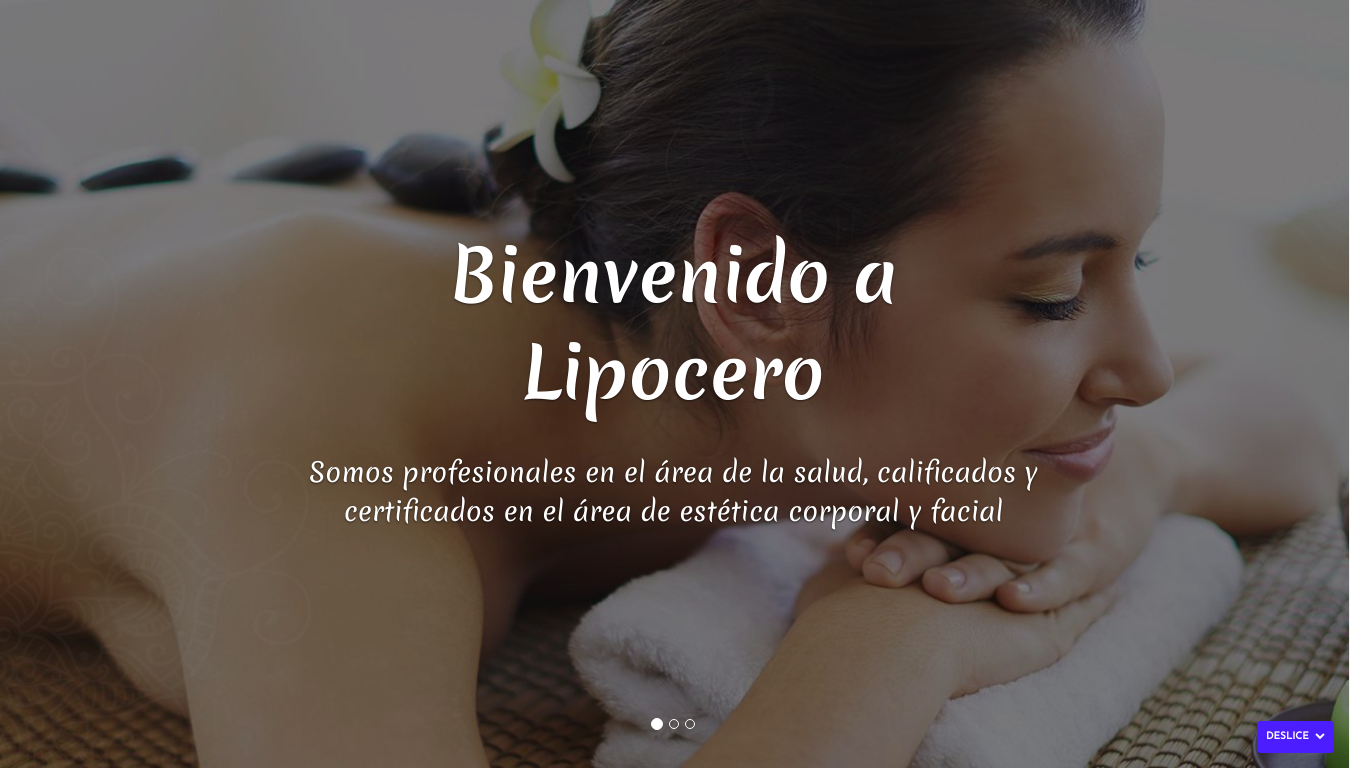 Bienvenido a
Lipocero
Somos profesionales en el área de la salud, calificados y
certificados en el área de estética corporal y facial
DESLICE